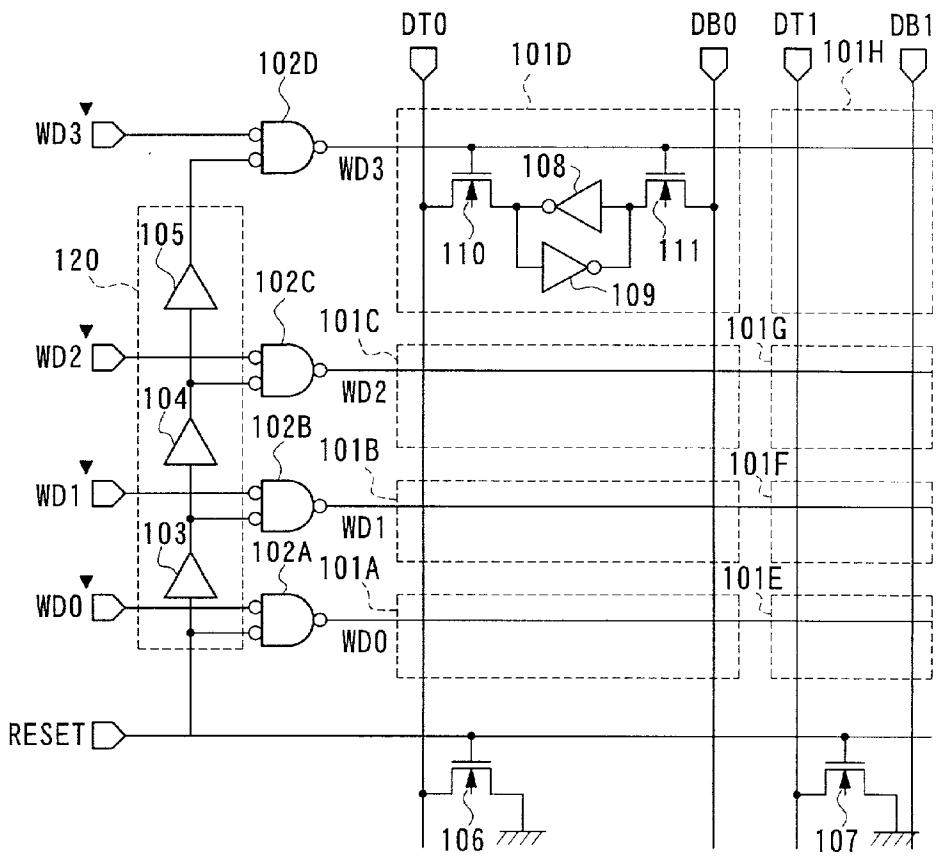 DT0 DB0 DT1 DB1
102D 101D 101H
WD3 WD3
108
110 111
109
105
120
102C
101C 101G
WD2 WD2
104
102B
101B 101F
WD1 WD1
103
102A
101A 101E
WD0 WD0
RESET
106 107